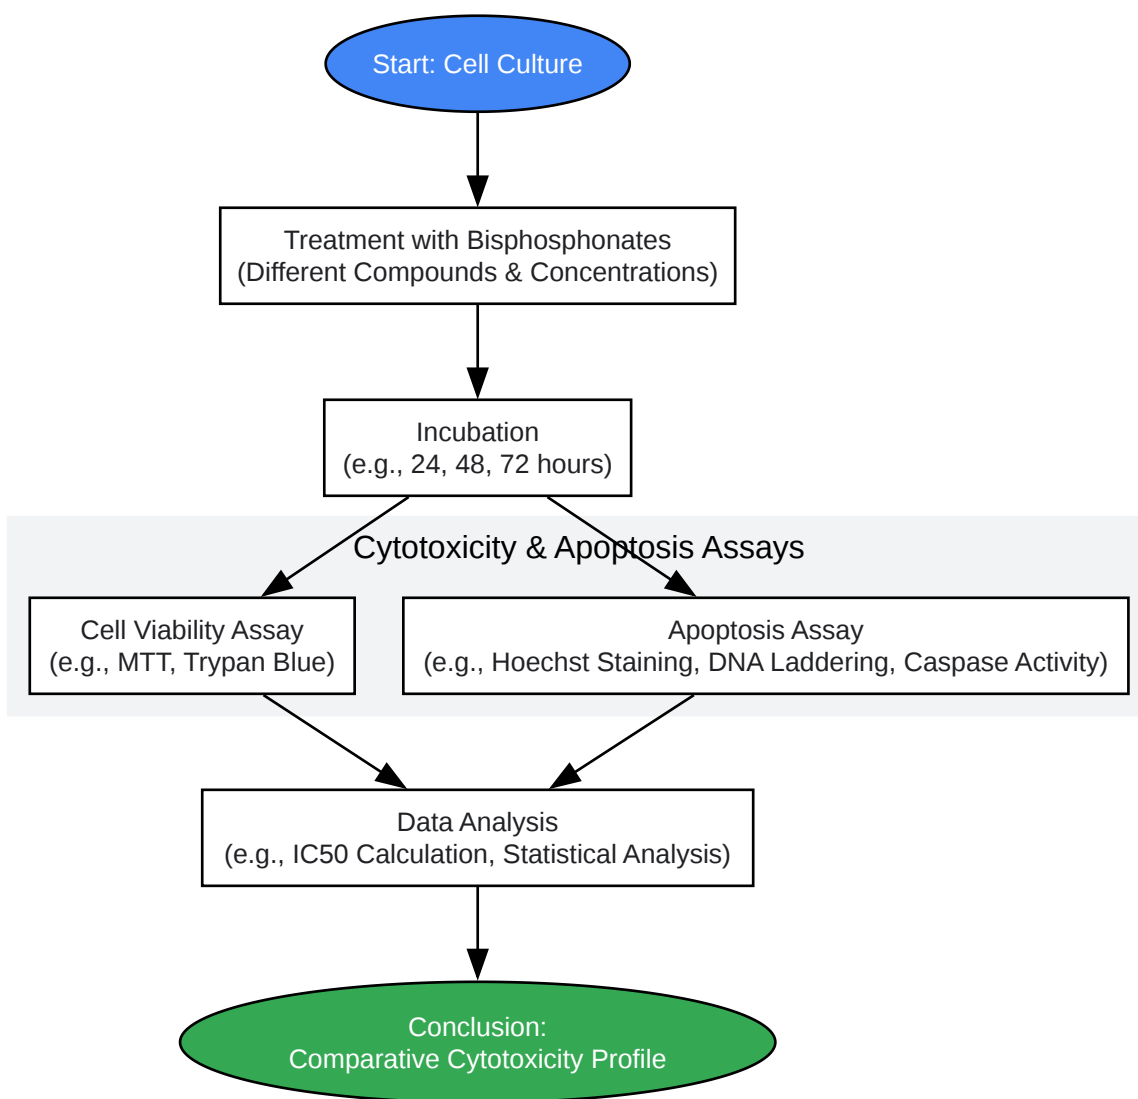 Start: Cell Culture
Treatment with Bisphosphonates
(Different Compounds & Concentrations)
Incubation
(e.g., 24, 48, 72 hours)
Cytotoxicity & Apoptosis Assays
Cell Viability Assay
(e.g., MTT, Trypan Blue)
Apoptosis Assay
(e.g., Hoechst Staining, DNA Laddering, Caspase Activity)
Data Analysis
(e.g., IC50 Calculation, Statistical Analysis)
Conclusion:
Comparative Cytotoxicity Profile